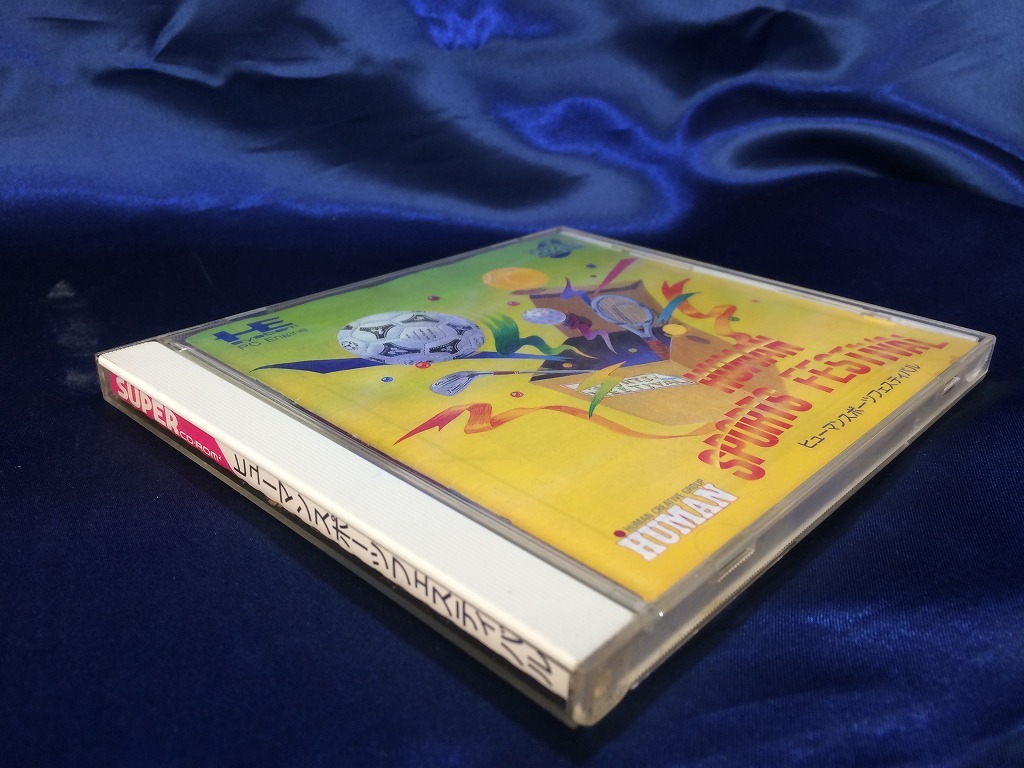 HE
PC Engine
HUMAN
SPORTS FESTIVAL
ヒューマンスポーツフェスティバル
HUMAN CREATIVE GROUP
HUMAN
SUPER
CD-ROM²
ヒューマンスポーツフェスティバル